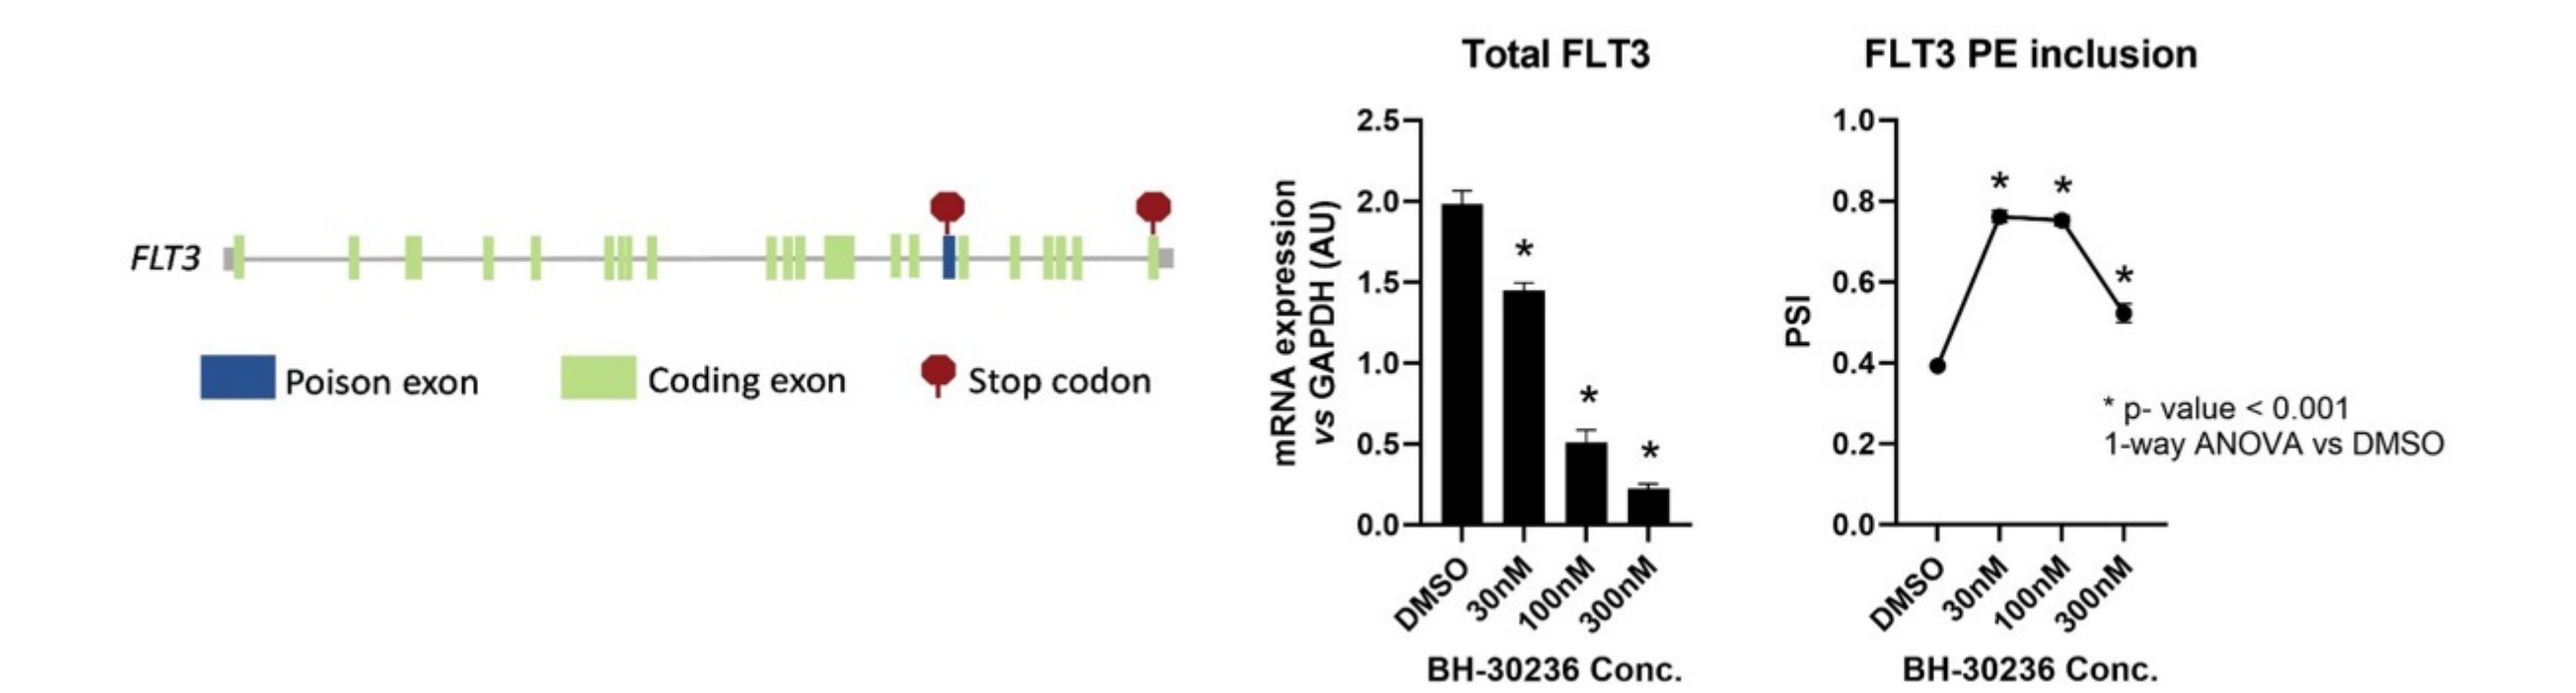 FLT3
Poison exon
Coding exon
Stop codon
Total FLT3
mRNA expression
vs GAPDH (AU)
2.5
2.0
1.5
1.0
0.5
0.0
*
*
*
DMSO
30nM
100nM
300nM
BH-30236 Conc.
FLT3 PE inclusion
PSI
1.0
0.8
0.6
0.4
0.2
0.0
*
*
*
* p- value < 0.001
1-way ANOVA vs DMSO
DMSO
30nM
100nM
300nM
BH-30236 Conc.